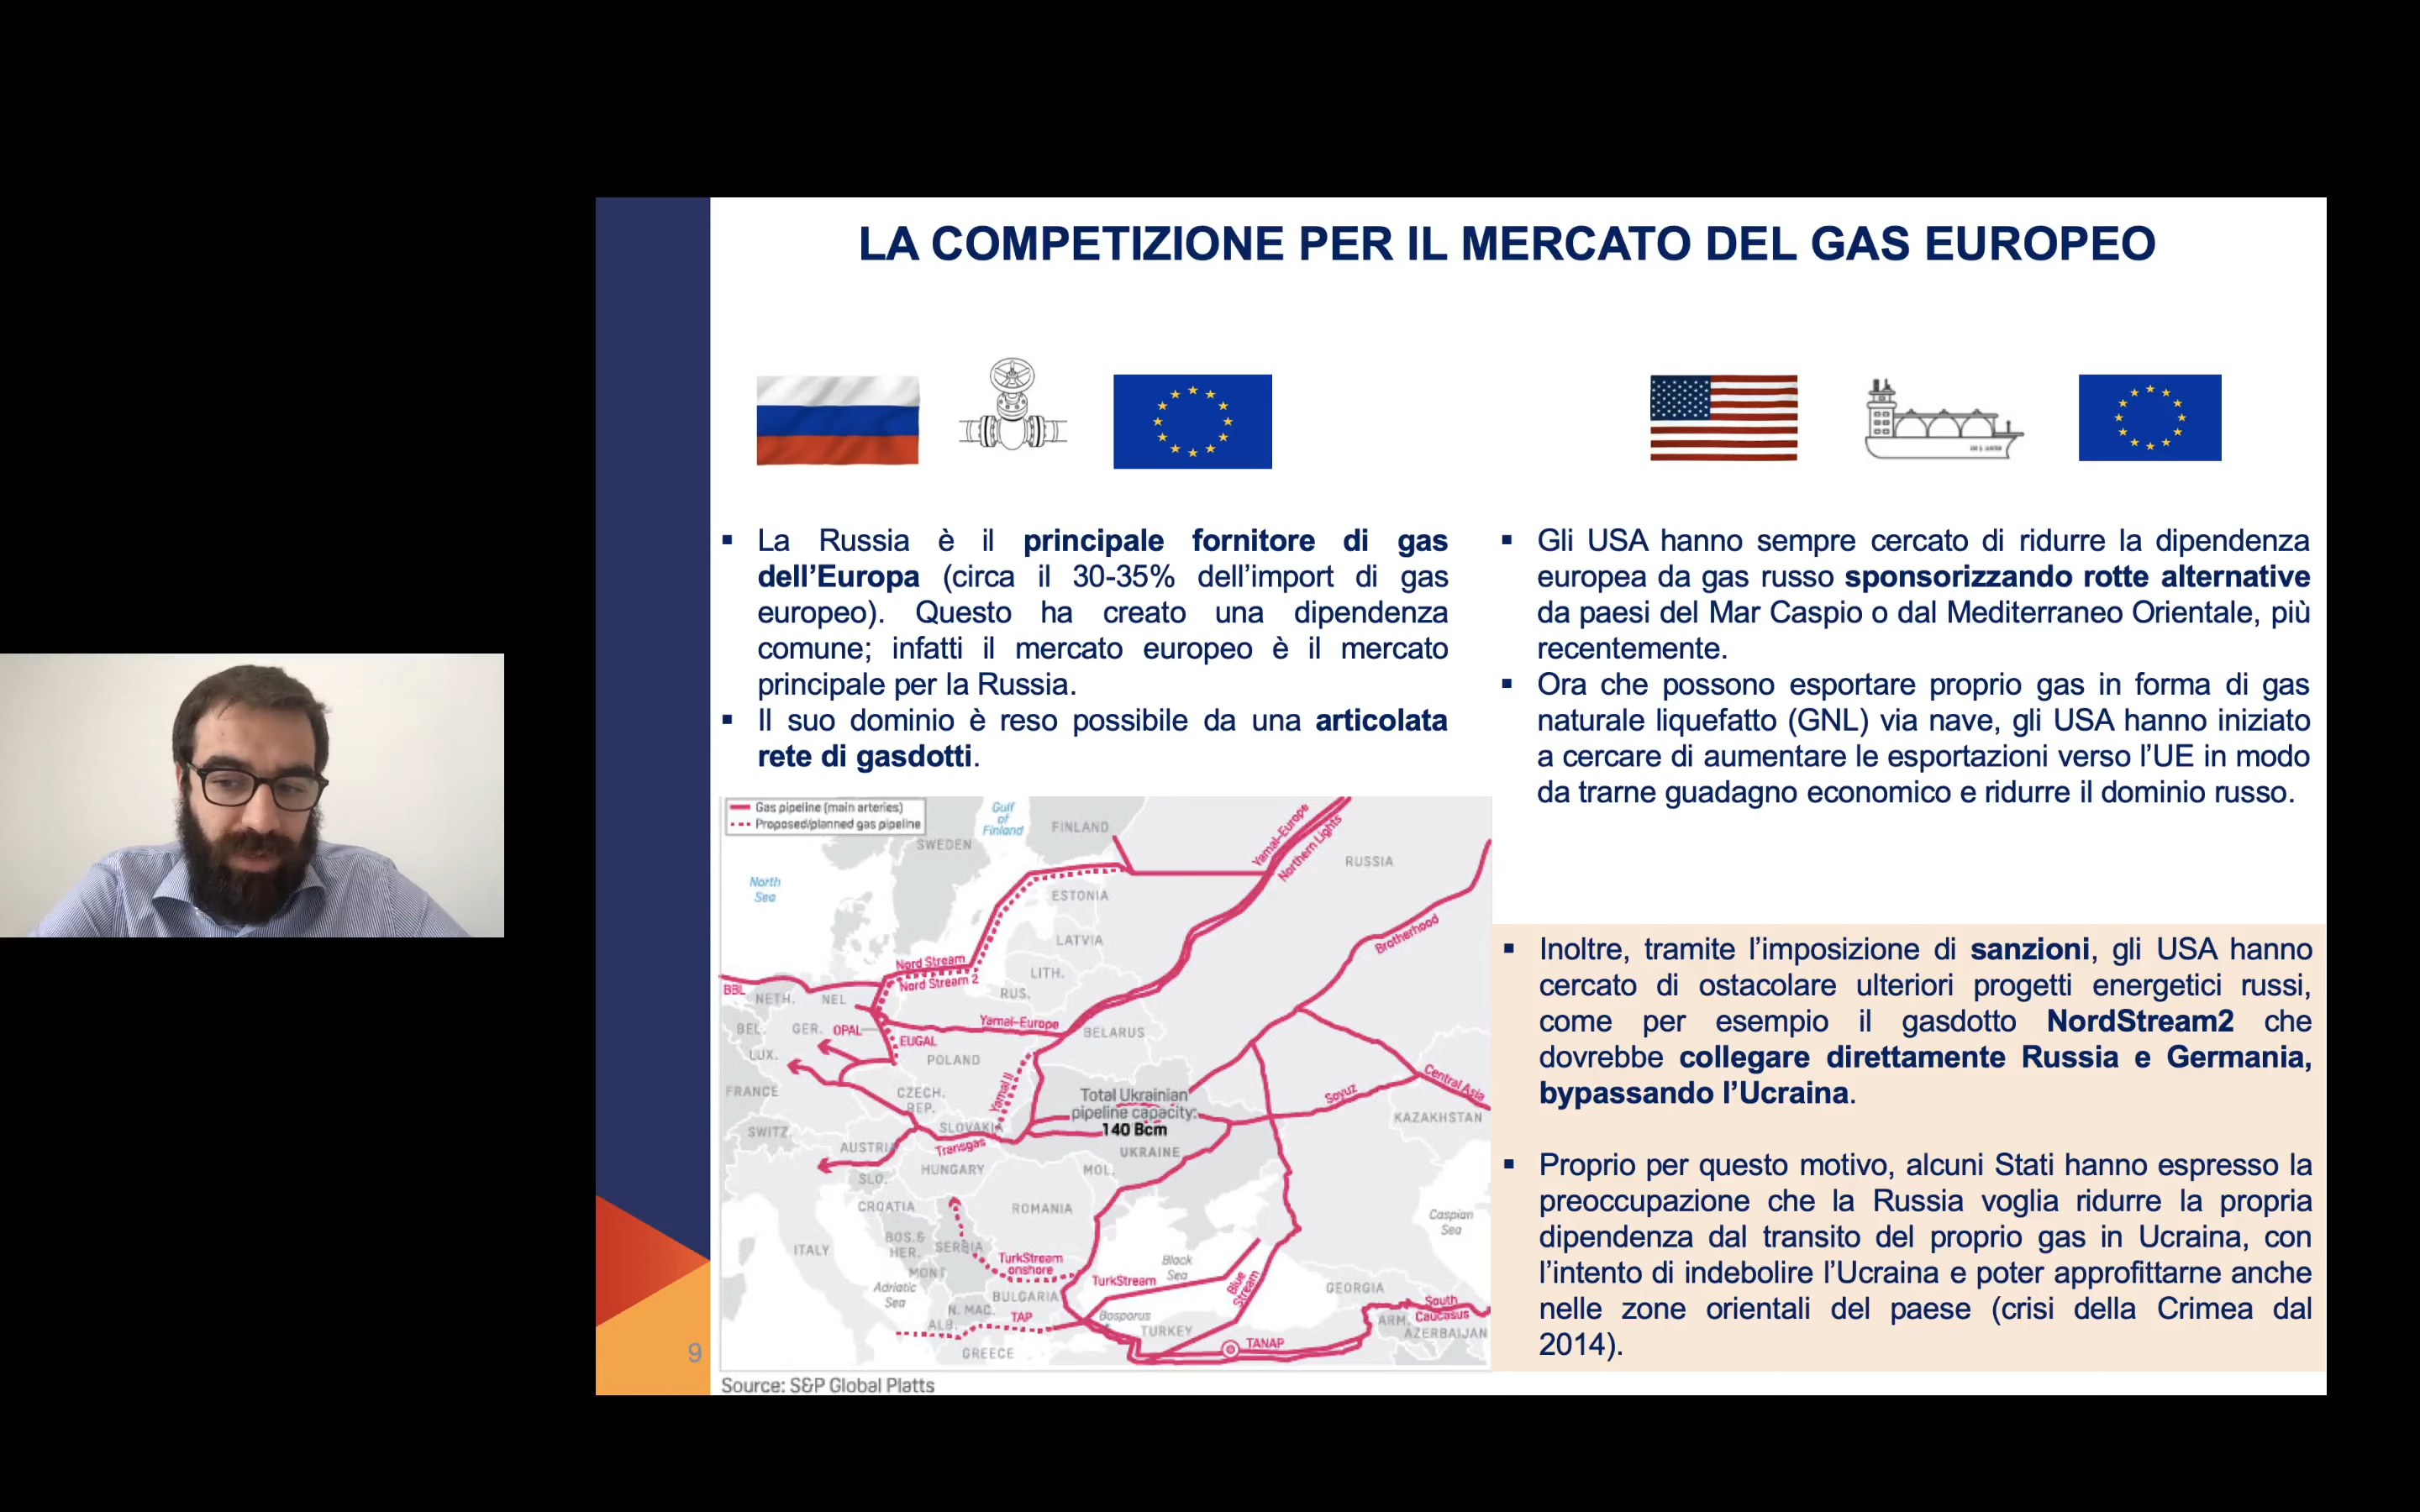 LA COMPETIZIONE PER IL MERCATO DEL GAS EUROPEO
▪ La Russia è il principale fornitore di gas
dell’Europa (circa il 30-35% dell’import di gas
europeo). Questo ha creato una dipendenza
comune; infatti il mercato europeo è il mercato
principale per la Russia.
▪ Il suo dominio è reso possibile da una articolata
rete di gasdotti.
▪ Gli USA hanno sempre cercato di ridurre la dipendenza
europea da gas russo sponsorizzando rotte alternative
da paesi del Mar Caspio o dal Mediterraneo Orientale, più
recentemente.
▪ Ora che possono esportare proprio gas in forma di gas
naturale liquefatto (GNL) via nave, gli USA hanno iniziato
a cercare di aumentare le esportazioni verso l’UE in modo
da trarne guadagno economico e ridurre il dominio russo.
▪ Inoltre, tramite l’imposizione di sanzioni, gli USA hanno
cercato di ostacolare ulteriori progetti energetici russi,
come per esempio il gasdotto NordStream2 che
dovrebbe collegare direttamente Russia e Germania,
bypassando l’Ucraina.
▪ Proprio per questo motivo, alcuni Stati hanno espresso la
preoccupazione che la Russia voglia ridurre la propria
dipendenza dal transito del proprio gas in Ucraina, con
l’intento di indebolire l’Ucraina e poter approfittarne anche
nelle zone orientali del paese (crisi della Crimea dal
2014).
Gas pipeline (main arteries)
Proposed/planned gas pipeline
Gulf
of
Finland
FINLAND
SWEDEN
North
Sea
ESTONIA
Yamal-Europe
Northern Lights
RUSSIA
LATVIA
Brotherhood
Nord Stream
Nord Stream 2
LITH.
RUS.
BBL
NETH.
NEL
BEL.
GER.
OPAL
EUGAL
Yamal-Europe
BELARUS
LUX.
POLAND
FRANCE
CZECH.
REP.
Yamal II
Total Ukrainian
pipeline capacity:
140 Bcm
Soyuz
Central Asia
KAZAKHSTAN
SWITZ.
AUSTRIA
SLOVAKIA
Transgas
UKRAINE
HUNGARY
MOL.
SLO.
CROATIA
ROMANIA
Caspian
Sea
ITALY
BOS.&
HER.
SERBIA
MONT
TurkStream
onshore
Black
Sea
TurkStream
Blue
Stream
GEORGIA
Adriatic
Sea
BULGARIA
N. MAC.
ALB.
TAP
Bosporus
TURKEY
South
Caucasus
ARM.
AZERBAIJAN
GREECE
TANAP
Source: S&P Global Platts
9